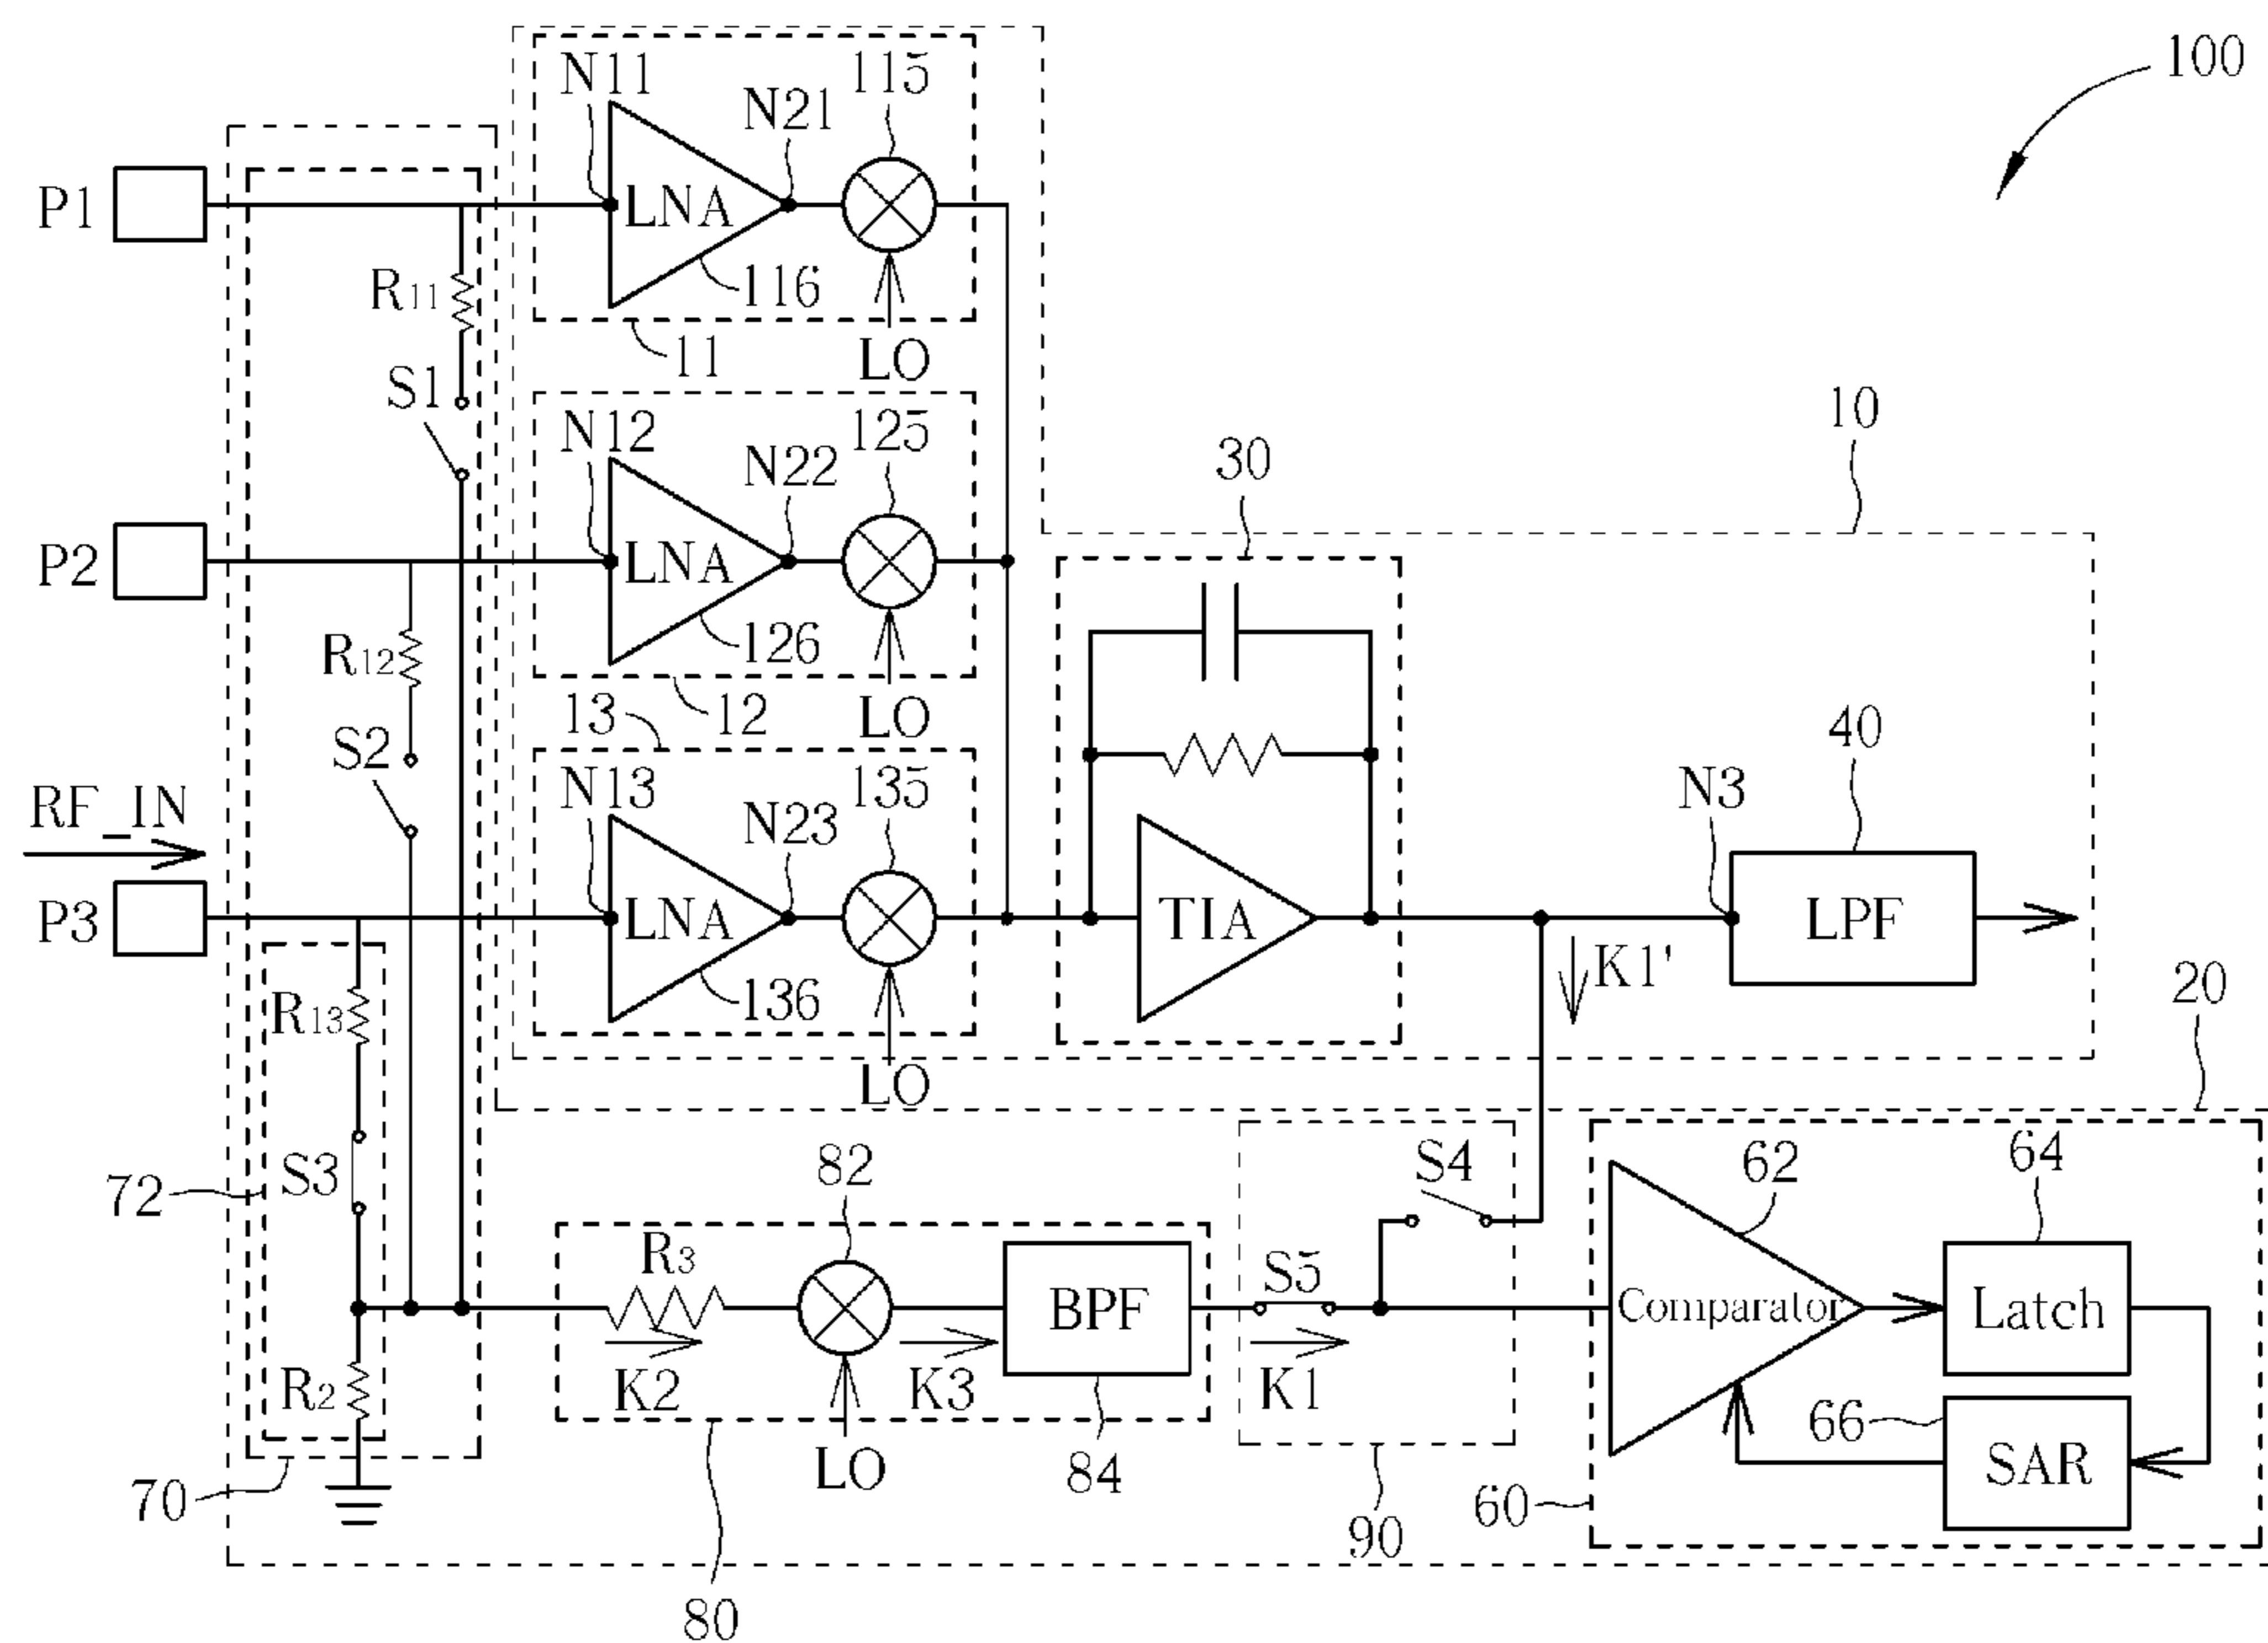 100
P1
N11
LNA
N21
115
116
11
LO
R11
S1
10
P2
N12
LNA
N22
125
126
12
LO
R12
S2
30
TIA
RF_IN
P3
13
N13
LNA
N23
135
136
LO
N3
40
LPF
K1'
20
R13
S3
72
R2
70
R3
K2
82
LO
K3
BPF
84
80
S4
S5
K1
90
62
Comparator
64
Latch
66
SAR
60